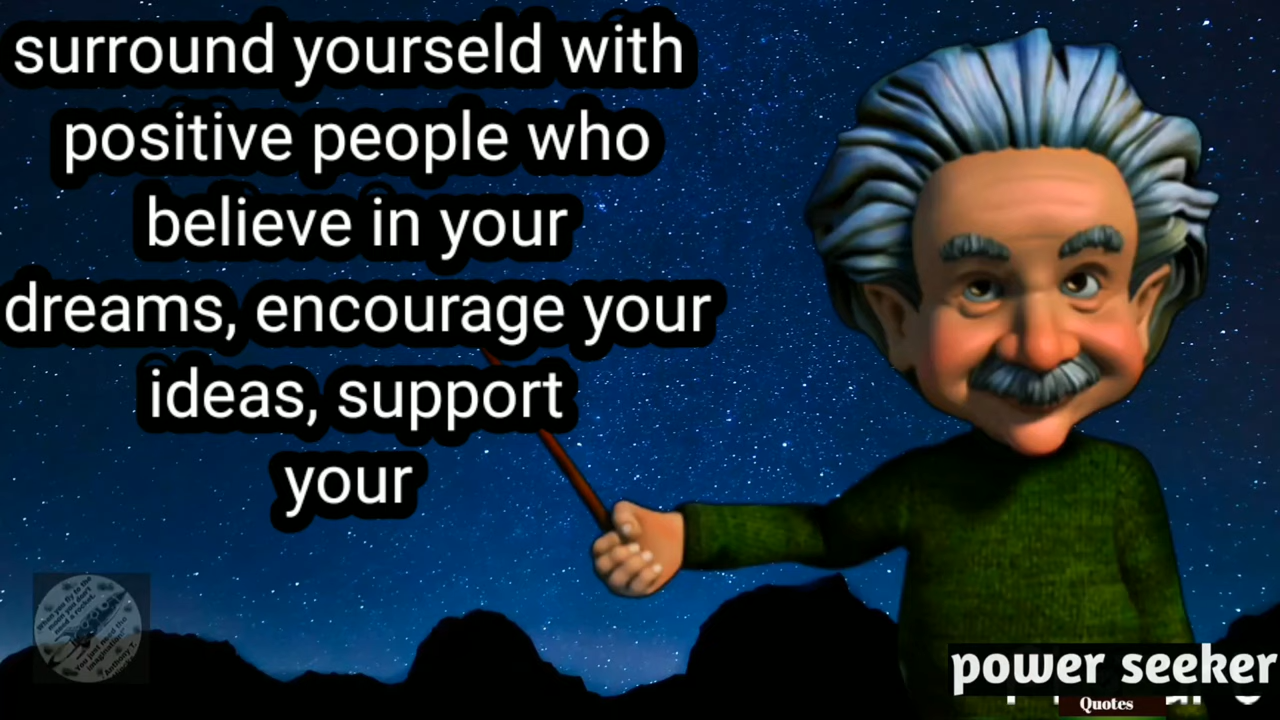 surround yourseld with
positive people who
believe in your
dreams, encourage your
ideas, support
your
power seeker
Quotes